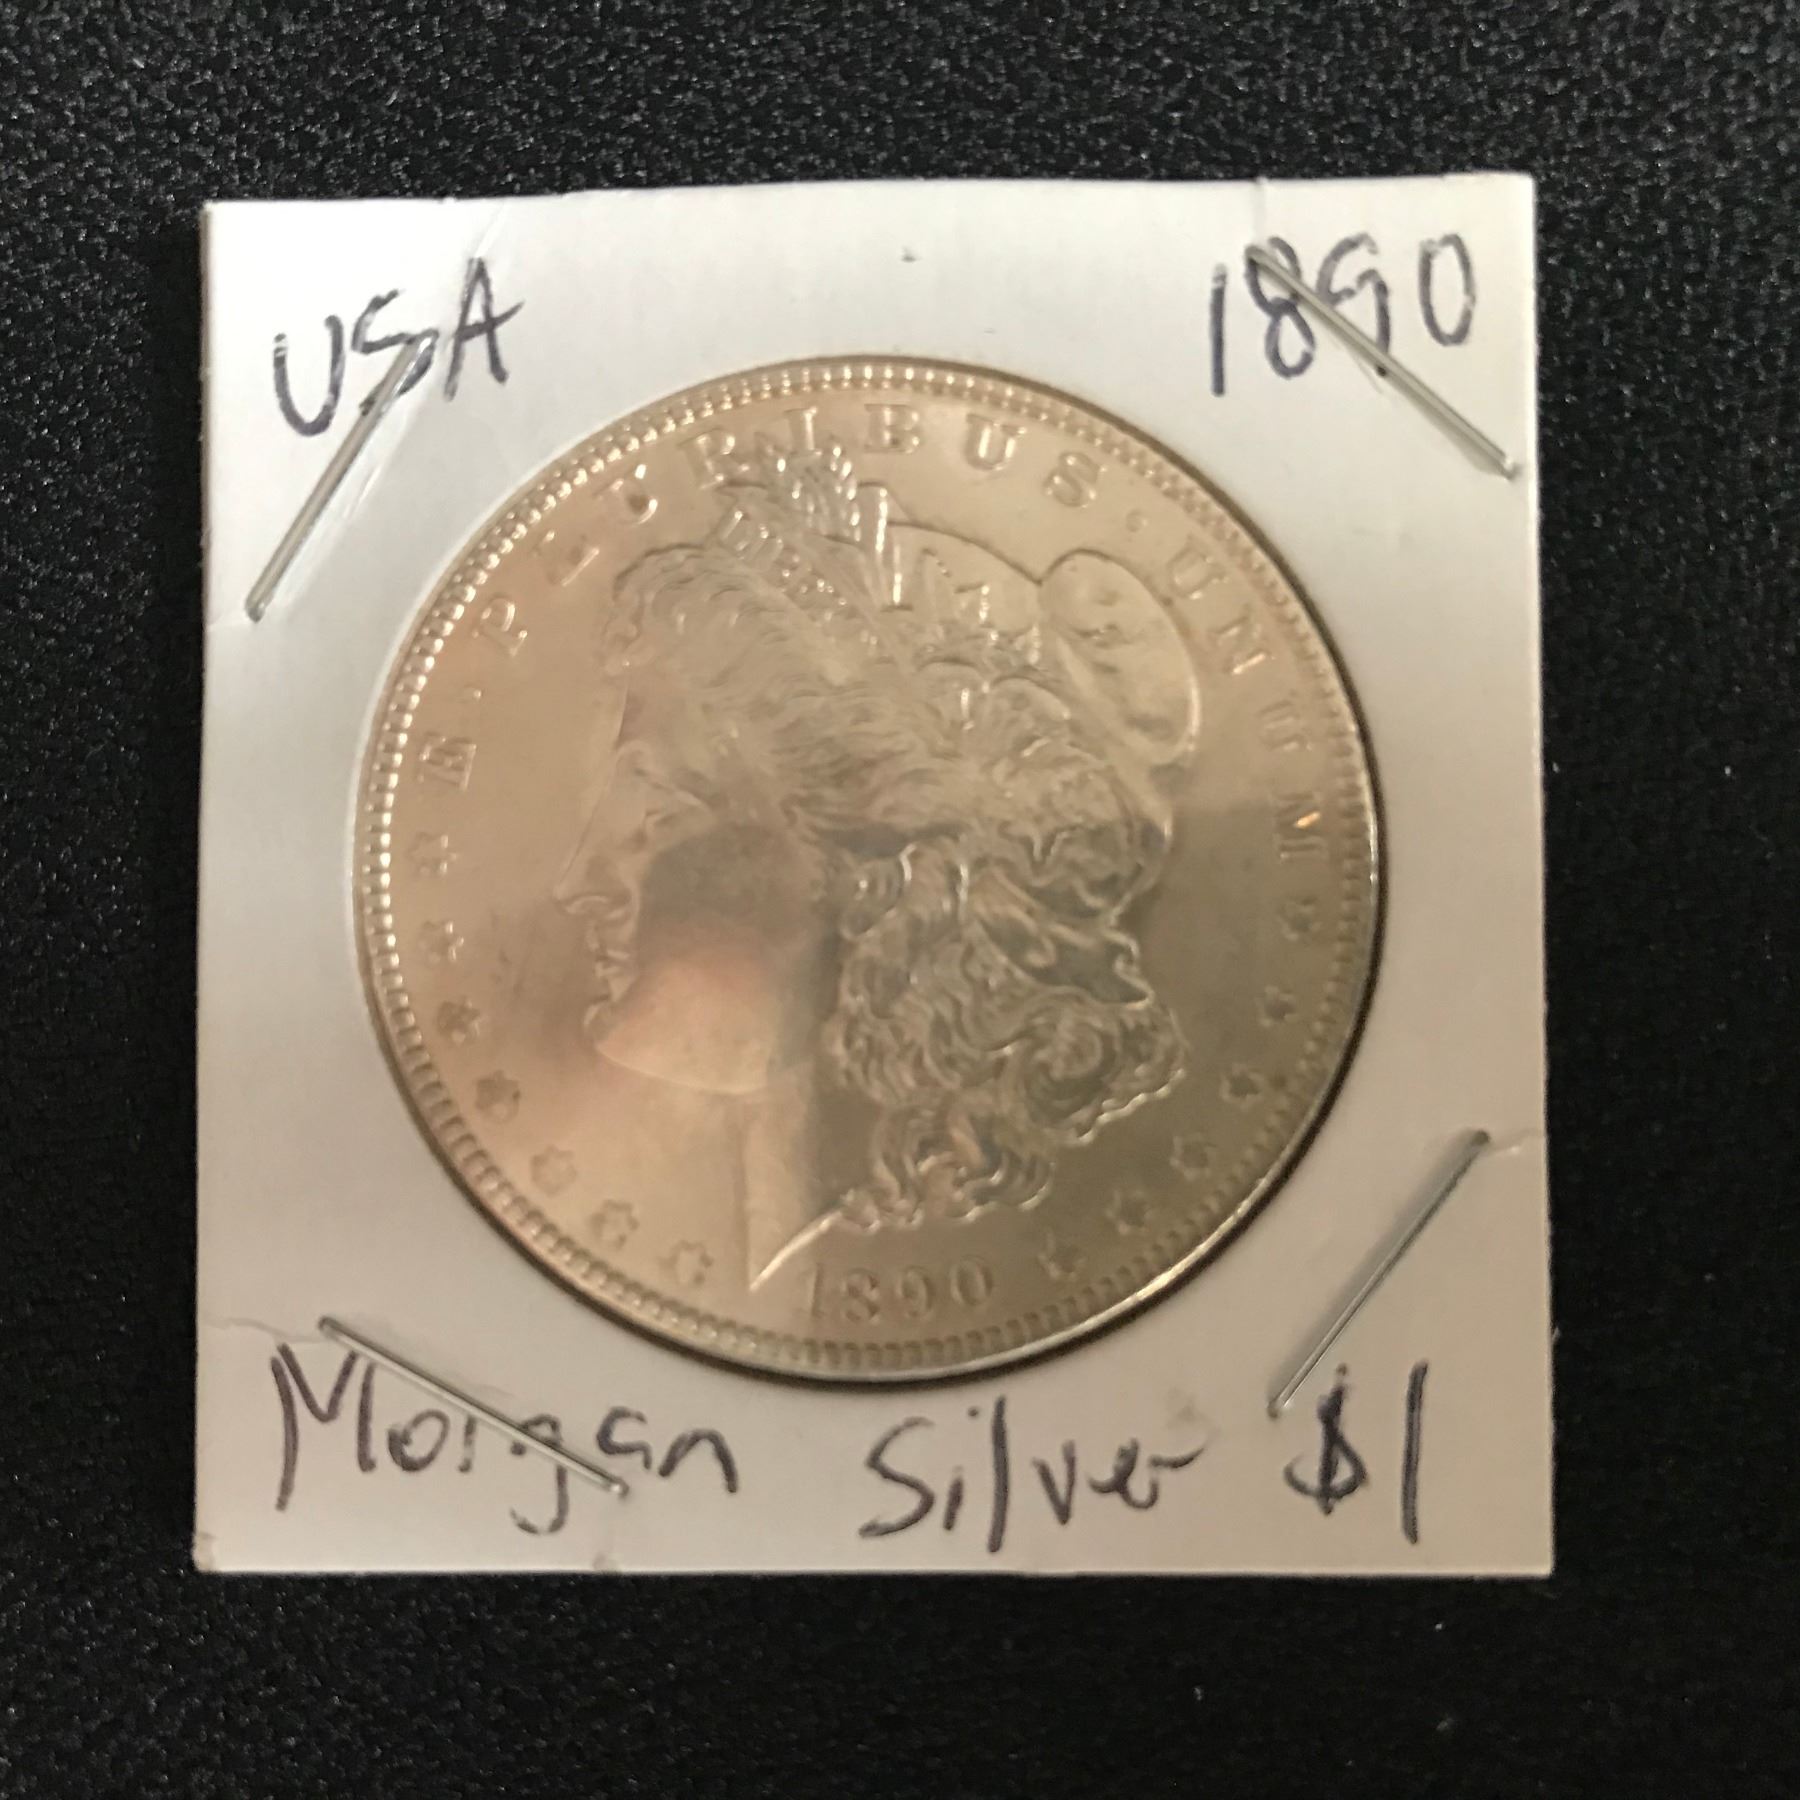 USA 1890
E · PLURIBUS · UNUM
LIBERTY
1890
Morgan Silver $1